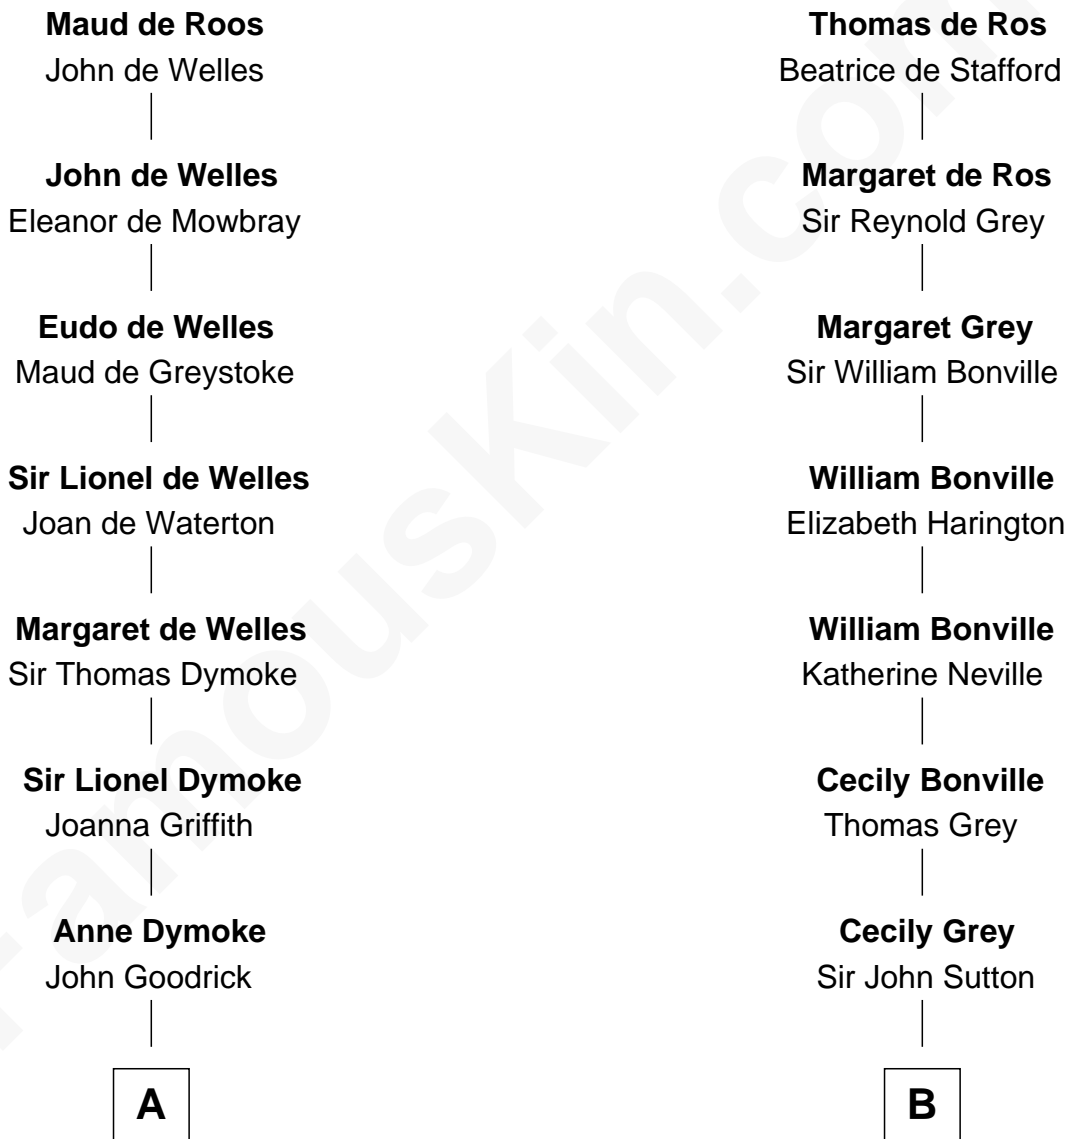 Maud de Roos
John de Welles
John de Welles
Eleanor de Mowbray
Eudo de Welles
Maud de Greystoke
Sir Lionel de Welles
Joan de Waterton
Margaret de Welles
Sir Thomas Dymoke
Sir Lionel Dymoke
Joanna Griffith
Anne Dymoke
John Goodrick
A
Thomas de Ros
Beatrice de Stafford
Margaret de Ros
Sir Reynold Grey
Margaret Grey
Sir William Bonville
William Bonville
Elizabeth Harington
William Bonville
Katherine Neville
Cecily Bonville
Thomas Grey
Cecily Grey
Sir John Sutton
B
FamousKin.com